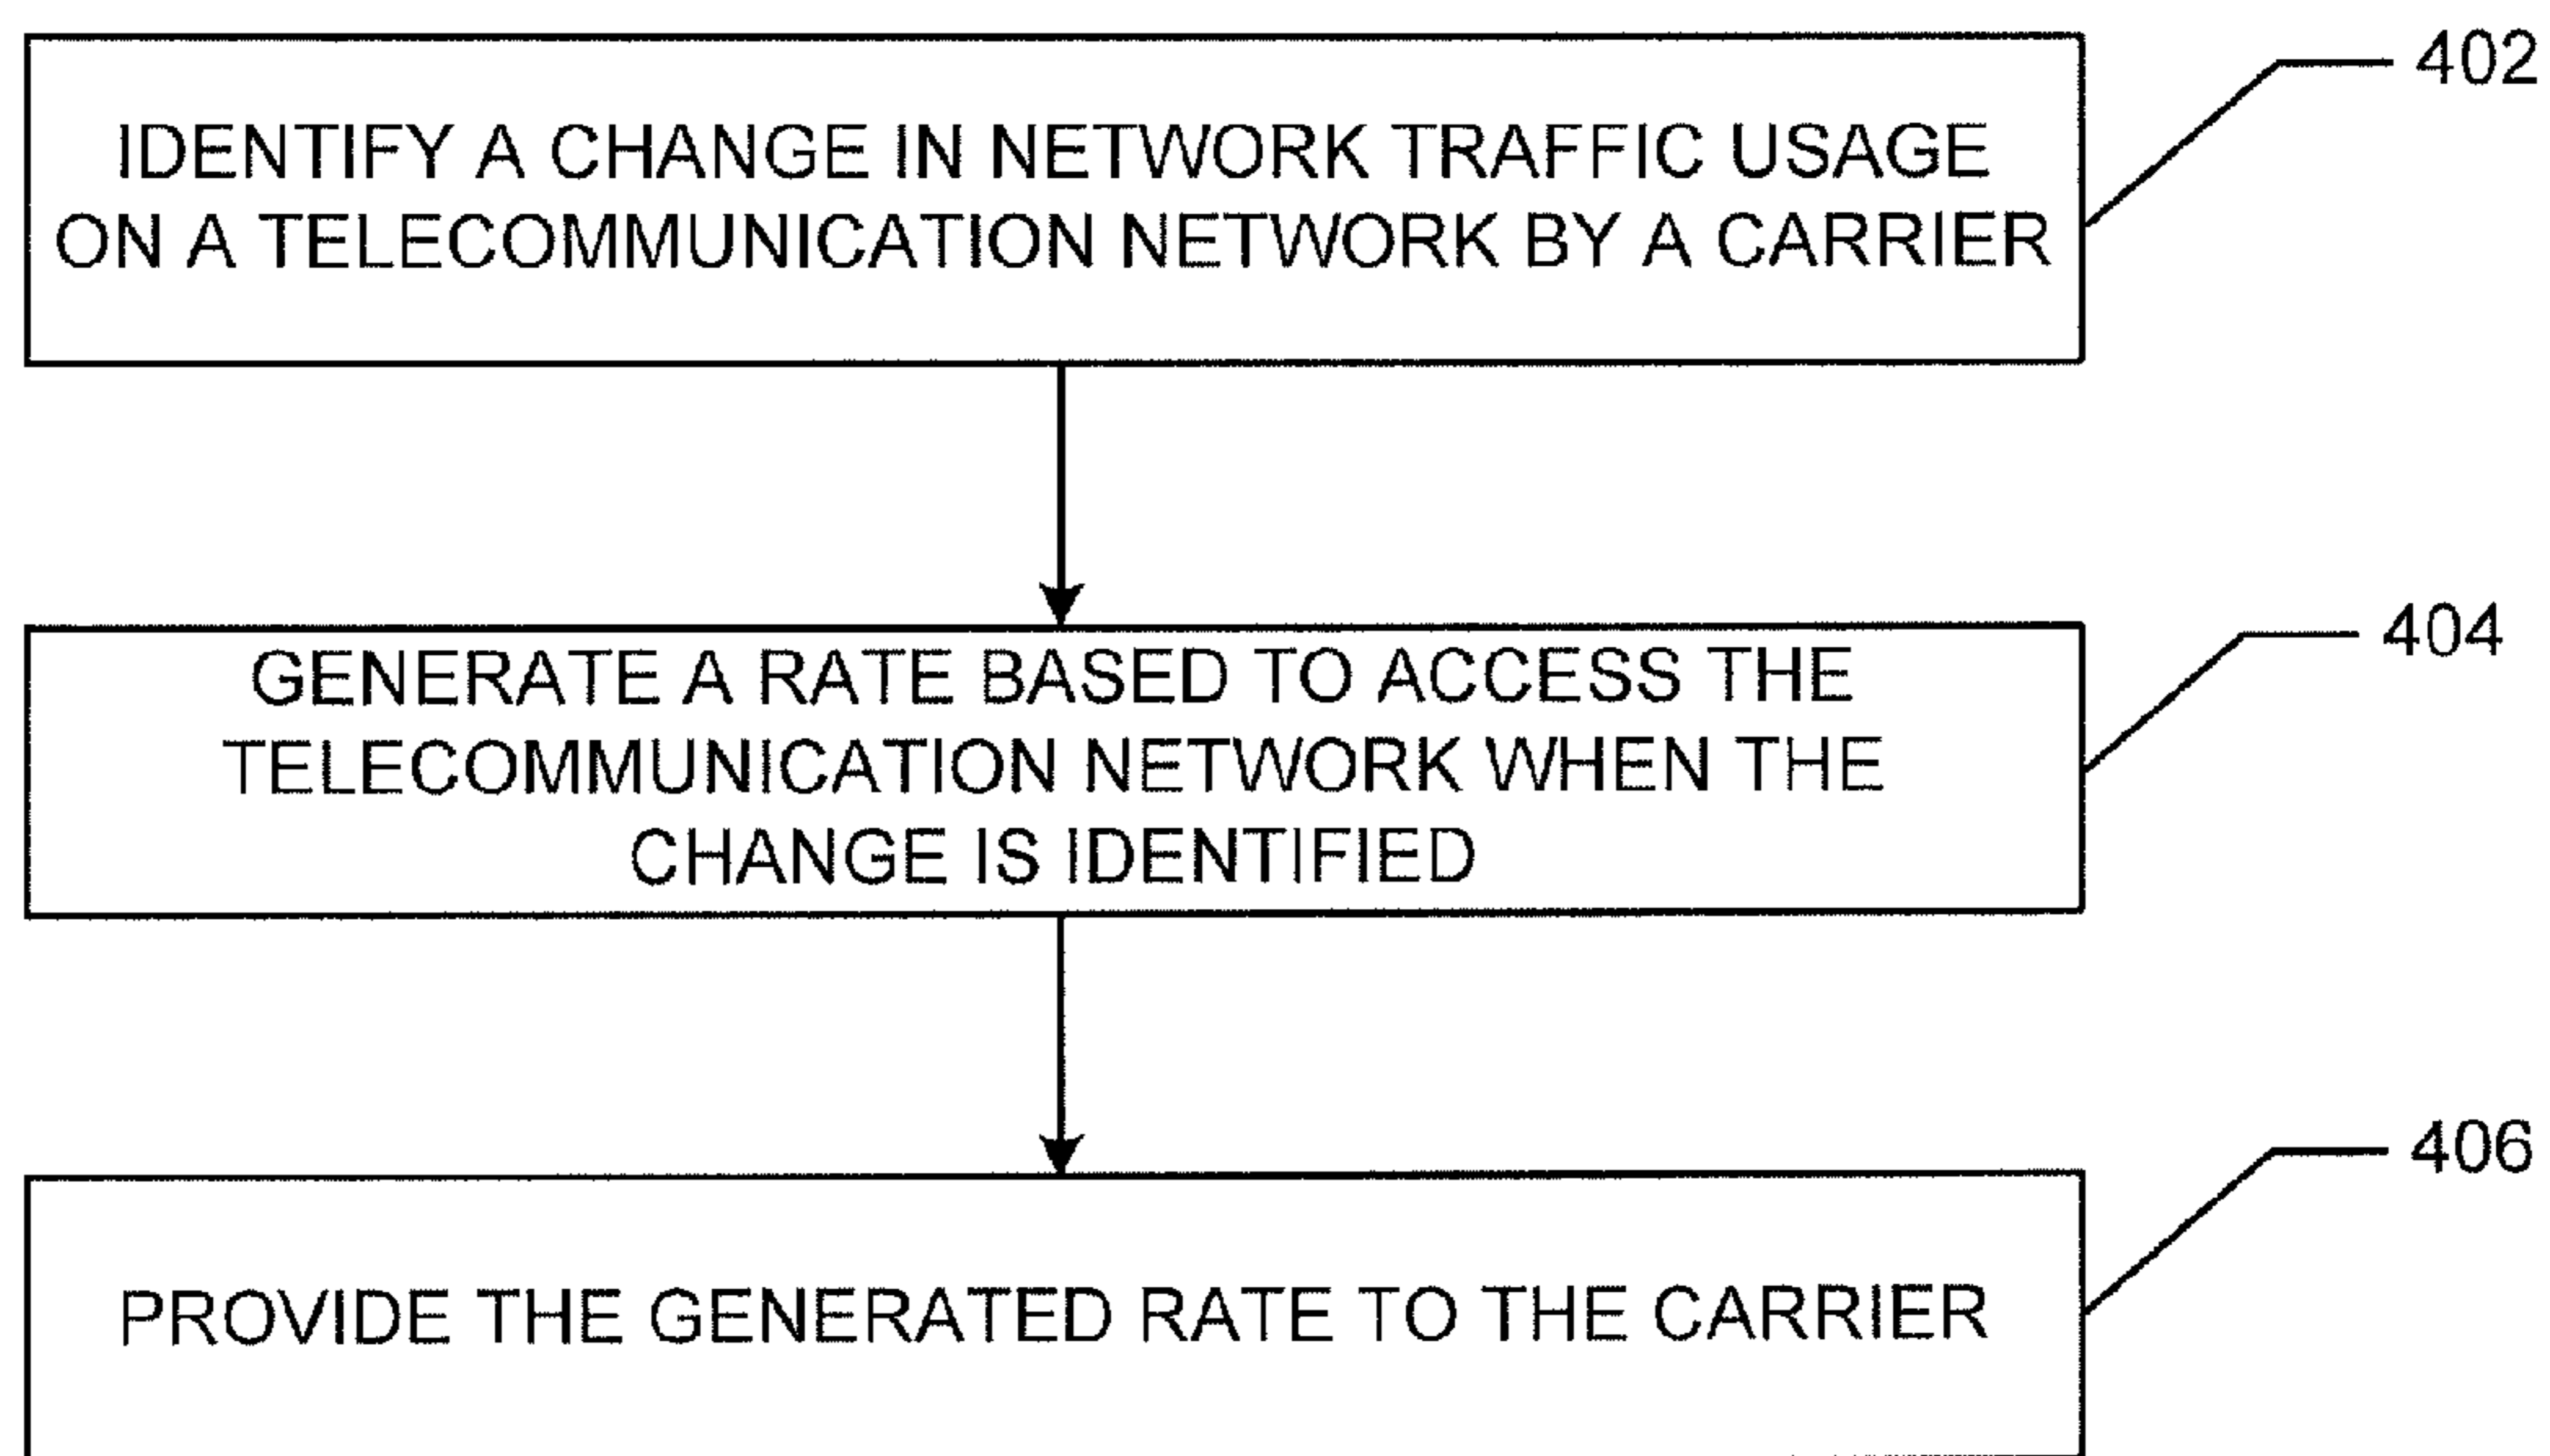 402
IDENTIFY A CHANGE IN NETWORK TRAFFIC USAGE
ON A TELECOMMUNICATION NETWORK BY A CARRIER
404
GENERATE A RATE BASED TO ACCESS THE
TELECOMMUNICATION NETWORK WHEN THE
CHANGE IS IDENTIFIED
406
PROVIDE THE GENERATED RATE TO THE CARRIER